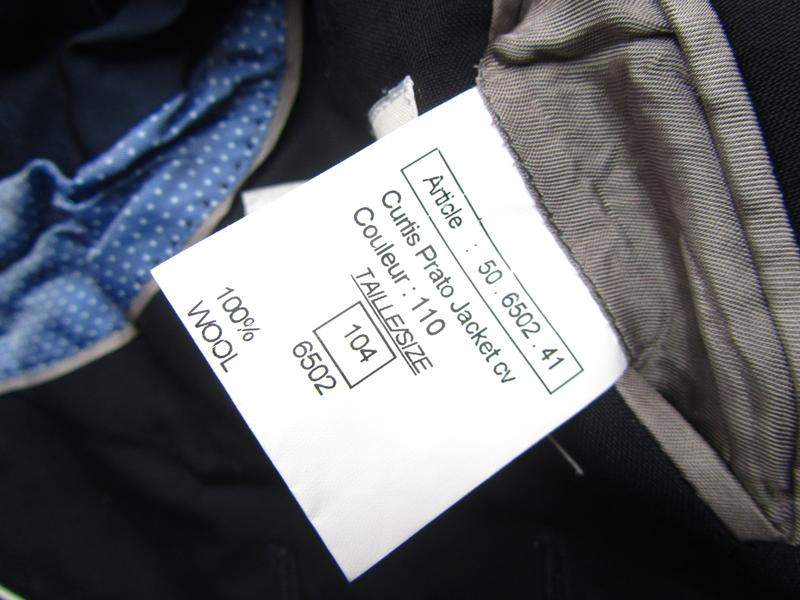 Article : 50.6502.41
Curtis Prato Jacket cv
Couleur : 110
TAILLE/SIZE
104
6502
100%
WOOL